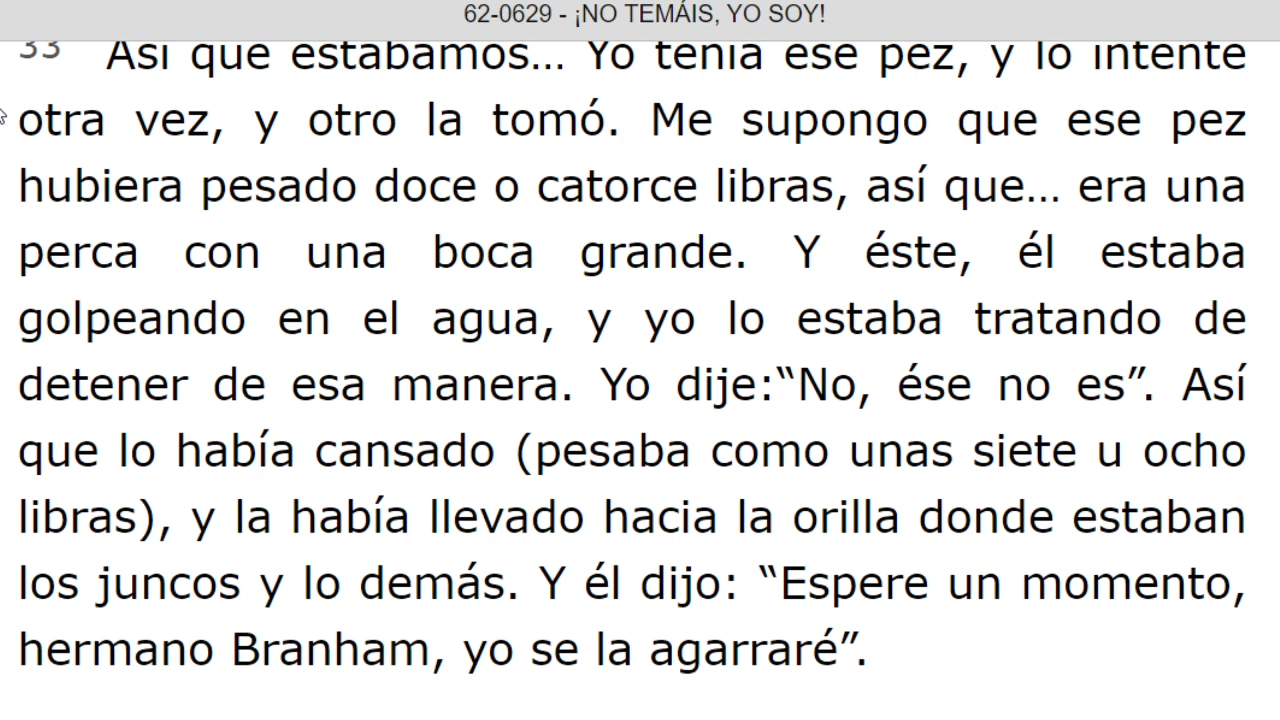 62-0629 - ¡NO TEMÁIS, YO SOY!
33 Así que estabamos... Yo tenía ese pez, y lo intenté
otra vez, y otro la tomó. Me supongo que ese pez
hubiera pesado doce o catorce libras, así que... era una
perca con una boca grande. Y éste, él estaba
golpeando en el agua, y yo lo estaba tratando de
detener de esa manera. Yo dije:“No, ése no es”. Así
que lo había cansado (pesaba como unas siete u ocho
libras), y la había llevado hacia la orilla donde estaban
los juncos y lo demás. Y él dijo: “Espere un momento,
hermano Branham, yo se la agarraré”.